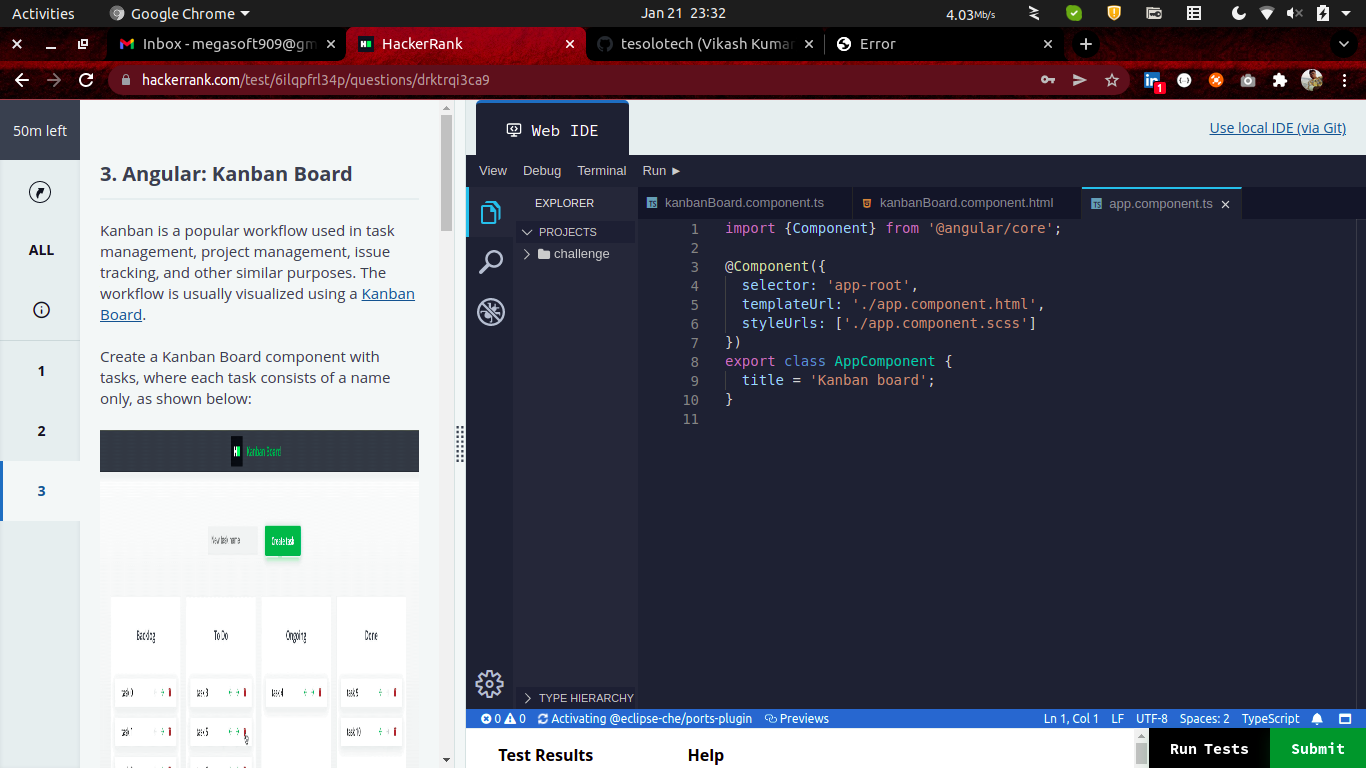 Activities
Google Chrome
Jan 21 23:32
4.03Mb/s
Inbox - megasoft909@gm
HackerRank
tesolotech (Vikash Kumar
Error
hackerrank.com/test/6ilqpfrl34p/questions/drktrqi3ca9
1
50m left
ALL
1
2
3
3. Angular: Kanban Board
Kanban is a popular workflow used in task
management, project management, issue
tracking, and other similar purposes. The
workflow is usually visualized using a Kanban
Board.
Create a Kanban Board component with
tasks, where each task consists of a name
only, as shown below:
H Kanban Board
New task name
Create task
Backlog
To Do
Ongoing
Done
task 0
task 3
task 4
task 9
task 1
task 5
task 10
Web IDE
Use local IDE (via Git)
View Debug Terminal Run
EXPLORER
PROJECTS
challenge
TYPE HIERARCHY
TS kanbanBoard.component.ts
kanbanBoard.component.html
TS app.component.ts
1 import {Component} from '@angular/core';
2
3 @Component({
4 selector: 'app-root',
5 templateUrl: './app.component.html',
6 styleUrls: ['./app.component.scss']
7 })
8 export class AppComponent {
9 title = 'Kanban board';
10 }
11
0 0 Activating @eclipse-che/ports-plugin Previews
Ln 1, Col 1 LF UTF-8 Spaces: 2 TypeScript
Test Results
Help
Run Tests
Submit